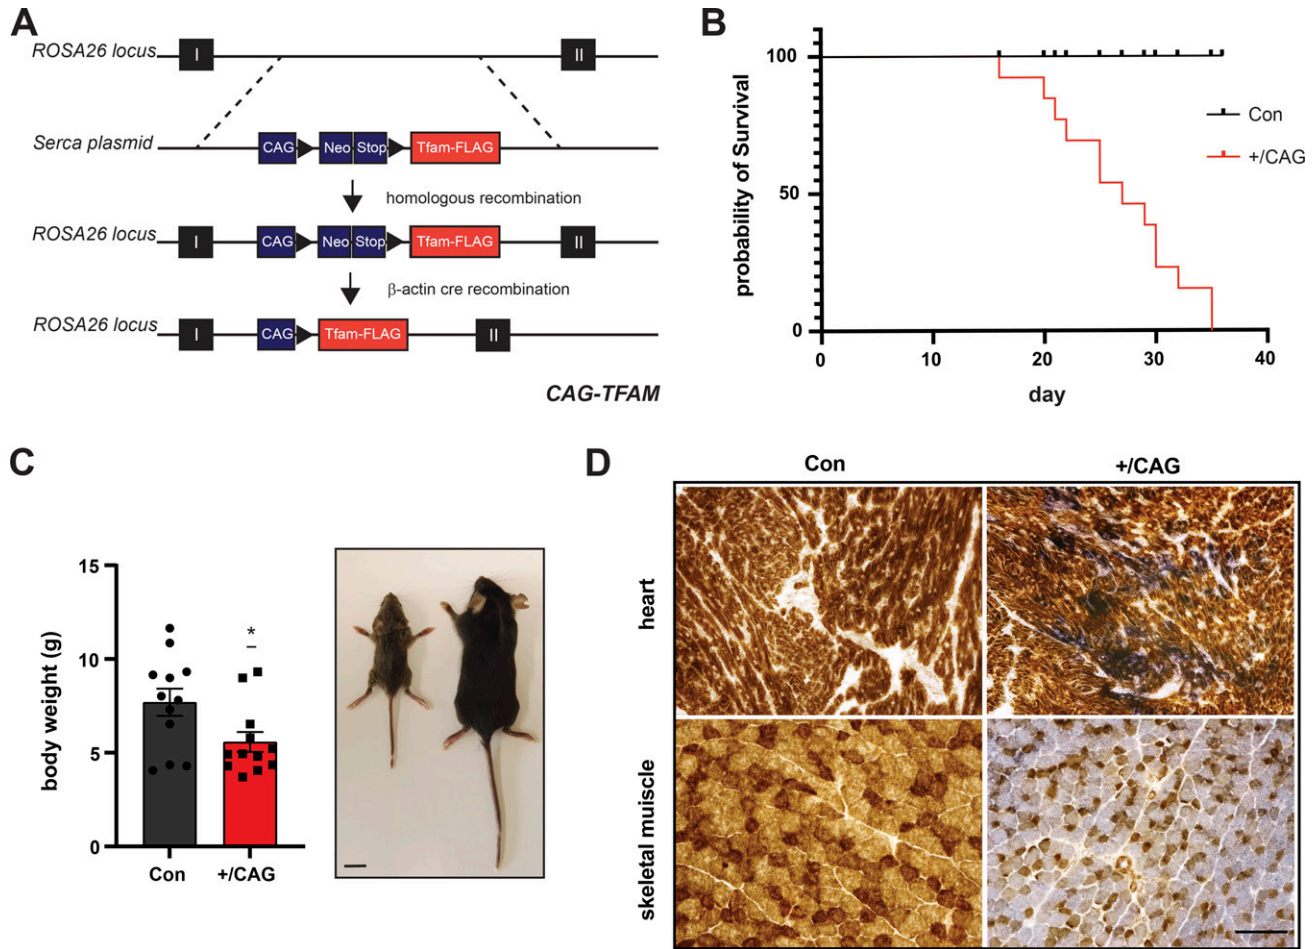 A
ROSA26 locus
I
II
Serca plasmid
CAG
Neo
Stop
Tfam-FLAG
homologous recombination
ROSA26 locus
I
CAG
Neo
Stop
Tfam-FLAG
II
β-actin cre recombination
ROSA26 locus
I
CAG
Tfam-FLAG
II
CAG-TFAM
B
probability of Survival
100
50
0
0 10 20 30 40
day
Con
+/CAG
C
body weight (g)
15
10
5
0
*
Con +/CAG
D
Con +/CAG
heart
skeletal muiscle